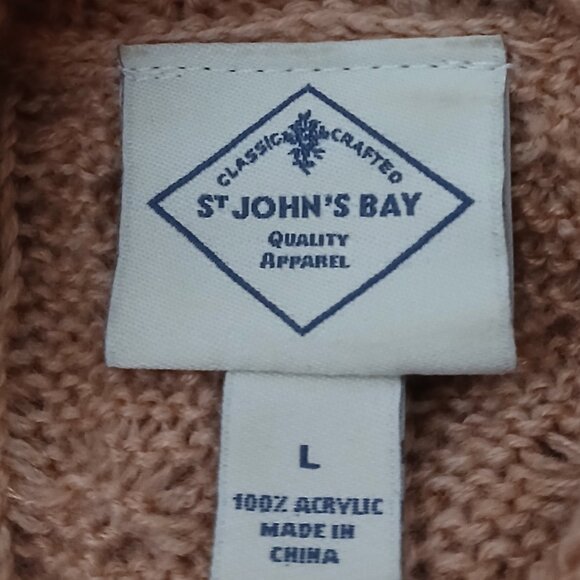 CLASSIC & CRAFTED
ST JOHN'S BAY
QUALITY
APPAREL
L
100% ACRYLIC
MADE IN
CHINA